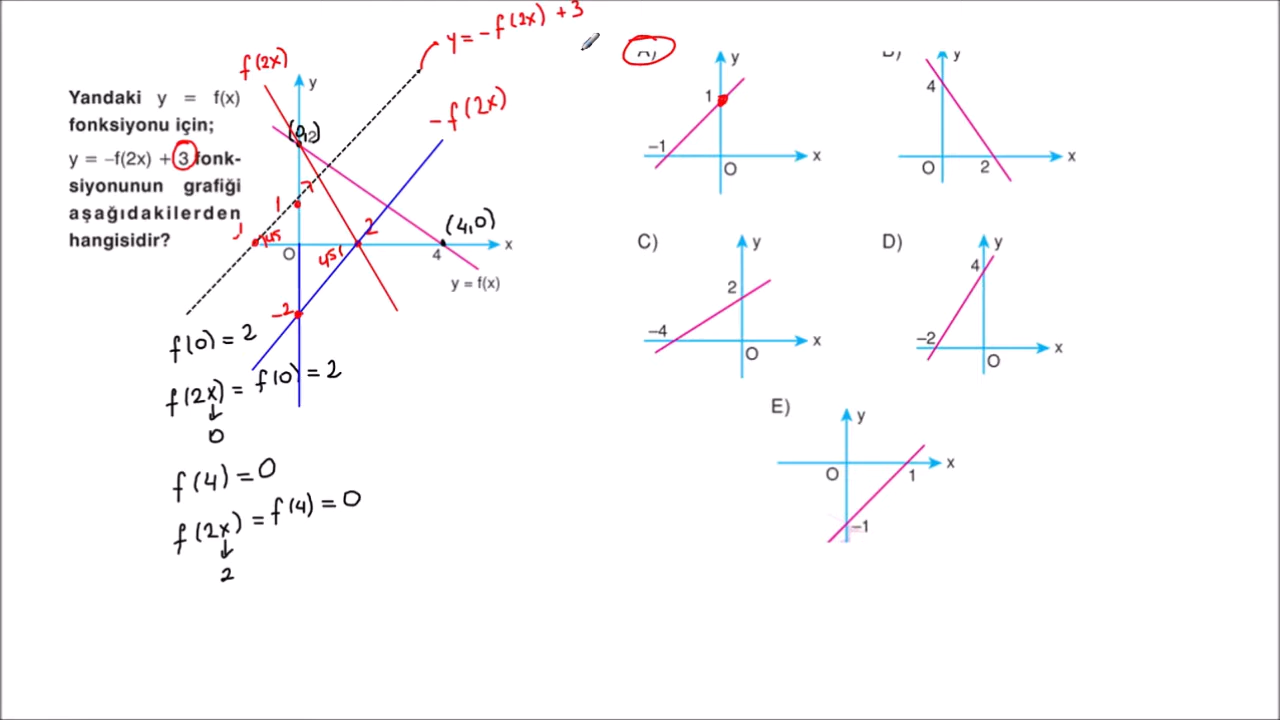 Yandaki y = f(x)
fonksiyonu için;
y = -f(2x) + 3 fonk-
siyonunun grafiği
aşağıdakilerden
hangisidir?
f(2x)
y = -f(2x) + 3
-f(2x)
y
(0,2)
1
2
(4,0)
x
O
45
45
4
y = f(x)
-2
f(0) = 2
f(2x) = f(0) = 2
0
f(4) = 0
f(2x) = f(4) = 0
2
A)
y
1
-1
x
O
y
4
O
2
x
C)
y
2
-4
x
O
D)
y
4
-2
x
O
E)
y
O
1
x
-1